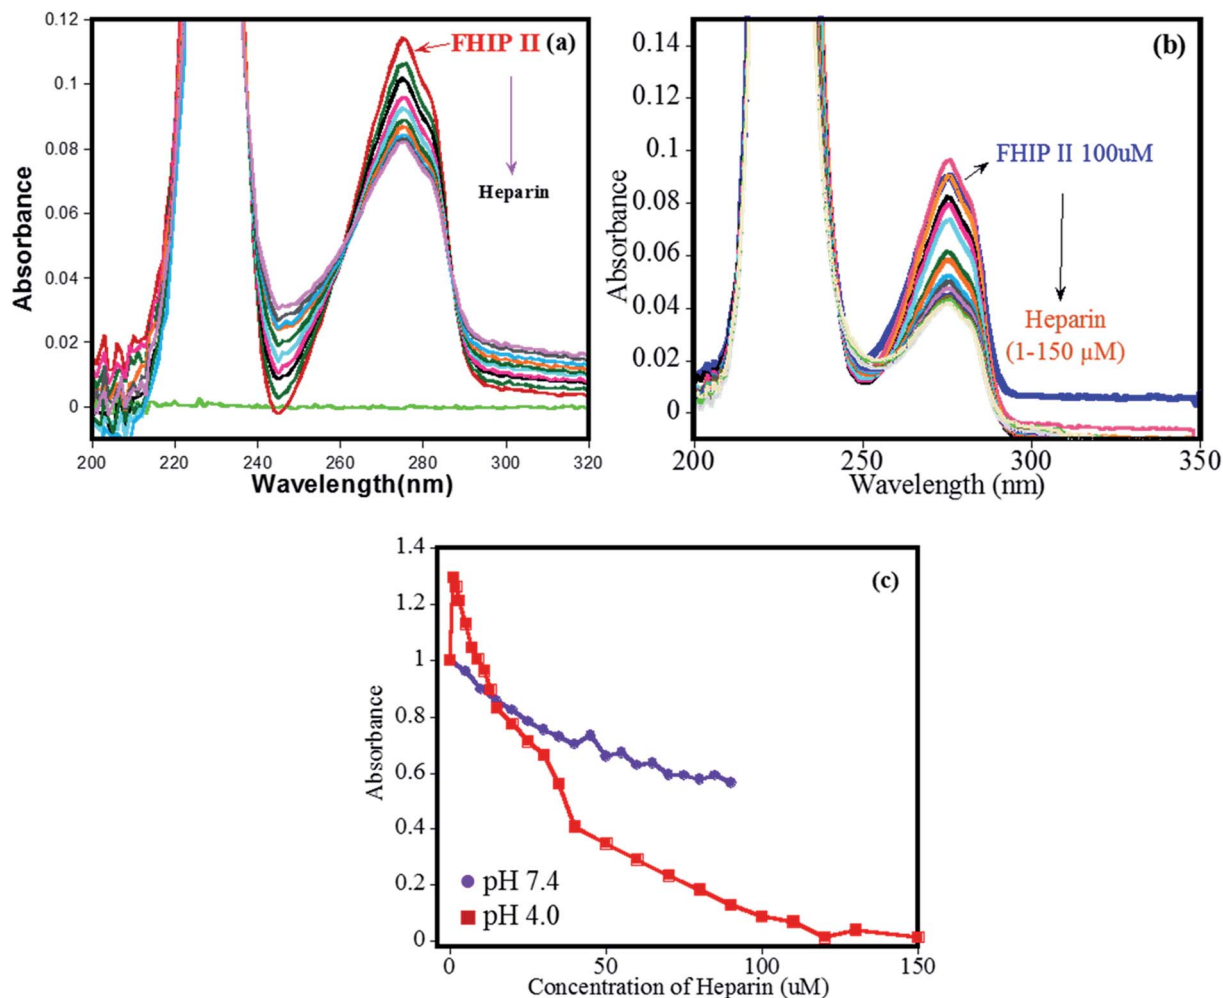 FHIP II (a)
Heparin
Absorbance
0.12
0.1
0.08
0.06
0.04
0.02
0
200 220 240 260 280 300 320
Wavelength(nm)
(b)
FHIP II 100uM
Heparin
(1-150 μM)
Absorbance
0.14
0.12
0.1
0.08
0.06
0.04
0.02
0
200 250 300 350
Wavelength (nm)
(c)
Absorbance
1.4
1.2
1
0.8
0.6
0.4
0.2
0
pH 7.4
pH 4.0
0 50 100 150
Concentration of Heparin (uM)